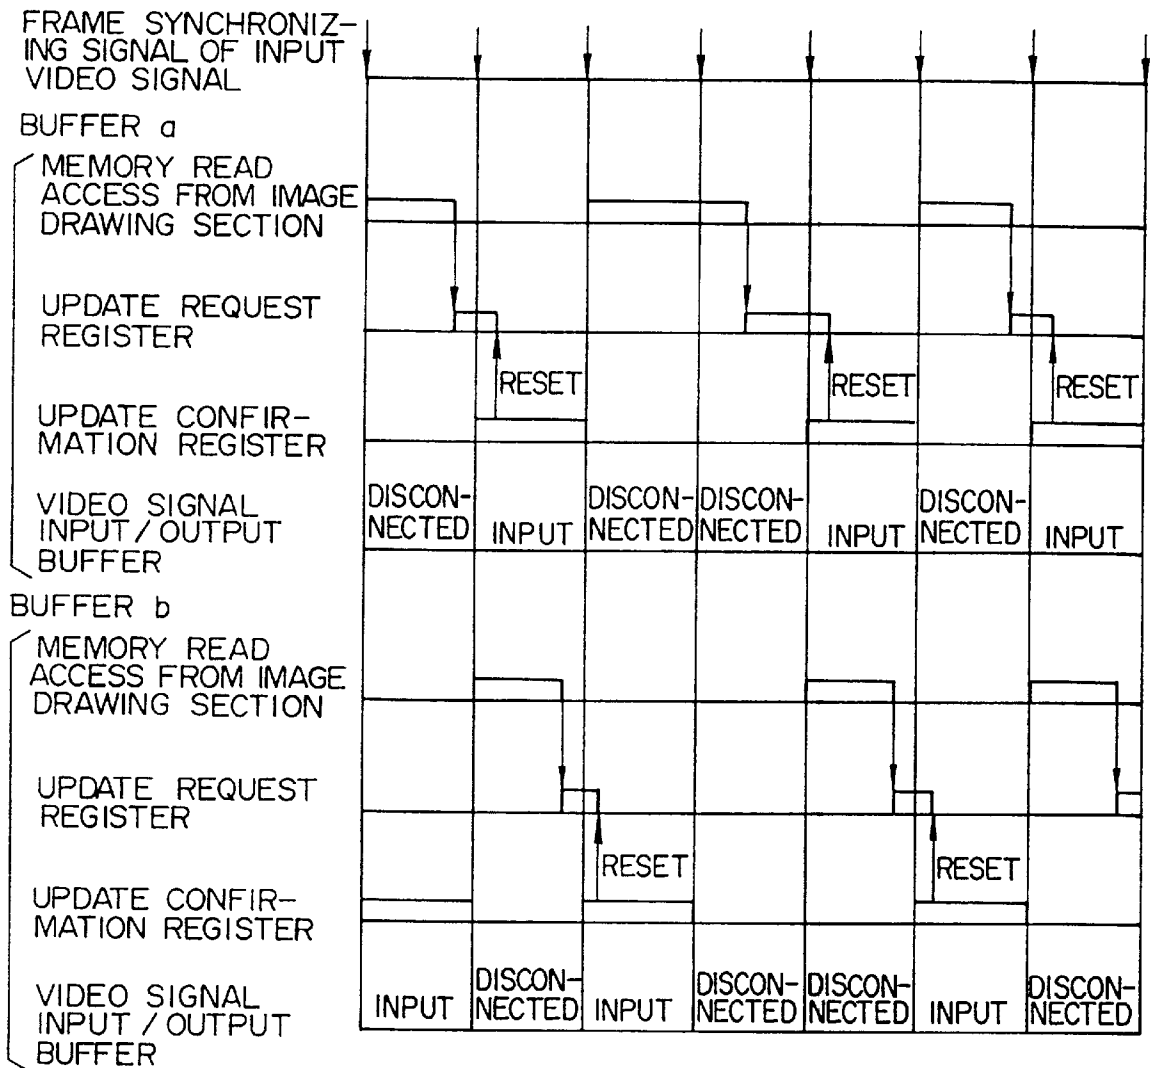 FRAME SYNCHRONIZ-
ING SIGNAL OF INPUT
VIDEO SIGNAL
BUFFER a
MEMORY READ
ACCESS FROM IMAGE
DRAWING SECTION
UPDATE REQUEST
REGISTER
RESET RESET RESET
UPDATE CONFIR-
MATION REGISTER
VIDEO SIGNAL
INPUT / OUTPUT
BUFFER
DISCON- DISCON- DISCON- DISCON-
NECTED INPUT NECTED NECTED INPUT NECTED INPUT
BUFFER b
MEMORY READ
ACCESS FROM IMAGE
DRAWING SECTION
UPDATE REQUEST
REGISTER
RESET RESET
UPDATE CONFIR-
MATION REGISTER
VIDEO SIGNAL
INPUT / OUTPUT
BUFFER
DISCON- DISCON- DISCON- DISCON-
INPUT NECTED INPUT NECTED NECTED INPUT NECTED